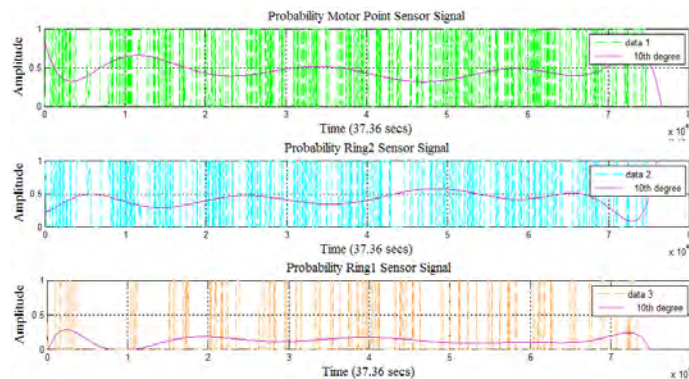 Probability Motor Point Sensor Signal
Amplitude
1
0.5
0
data 1
10th degree
0 1 2 3 4 5 6 7 8
Time (37.36 secs)
Probability Ring2 Sensor Signal
Amplitude
1
0.5
0
data 2
10th degree
0 1 2 3 4 5 6 7 8
Time (37.36 secs)
x 10
Probability Ring1 Sensor Signal
Amplitude
1
0.5
0
data 3
10th degree
0 1 2 3 4 5 6 7 8
Time (37.36 secs)
x 10